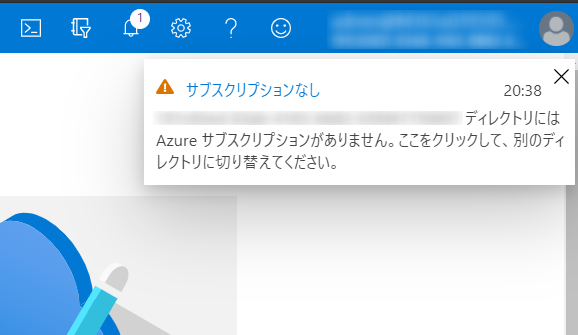 1
サブスクリプションなし 20:38
ディレクトリには
Azure サブスクリプションがありません。ここをクリックして、別のディ
レクトリに切り替えてください。